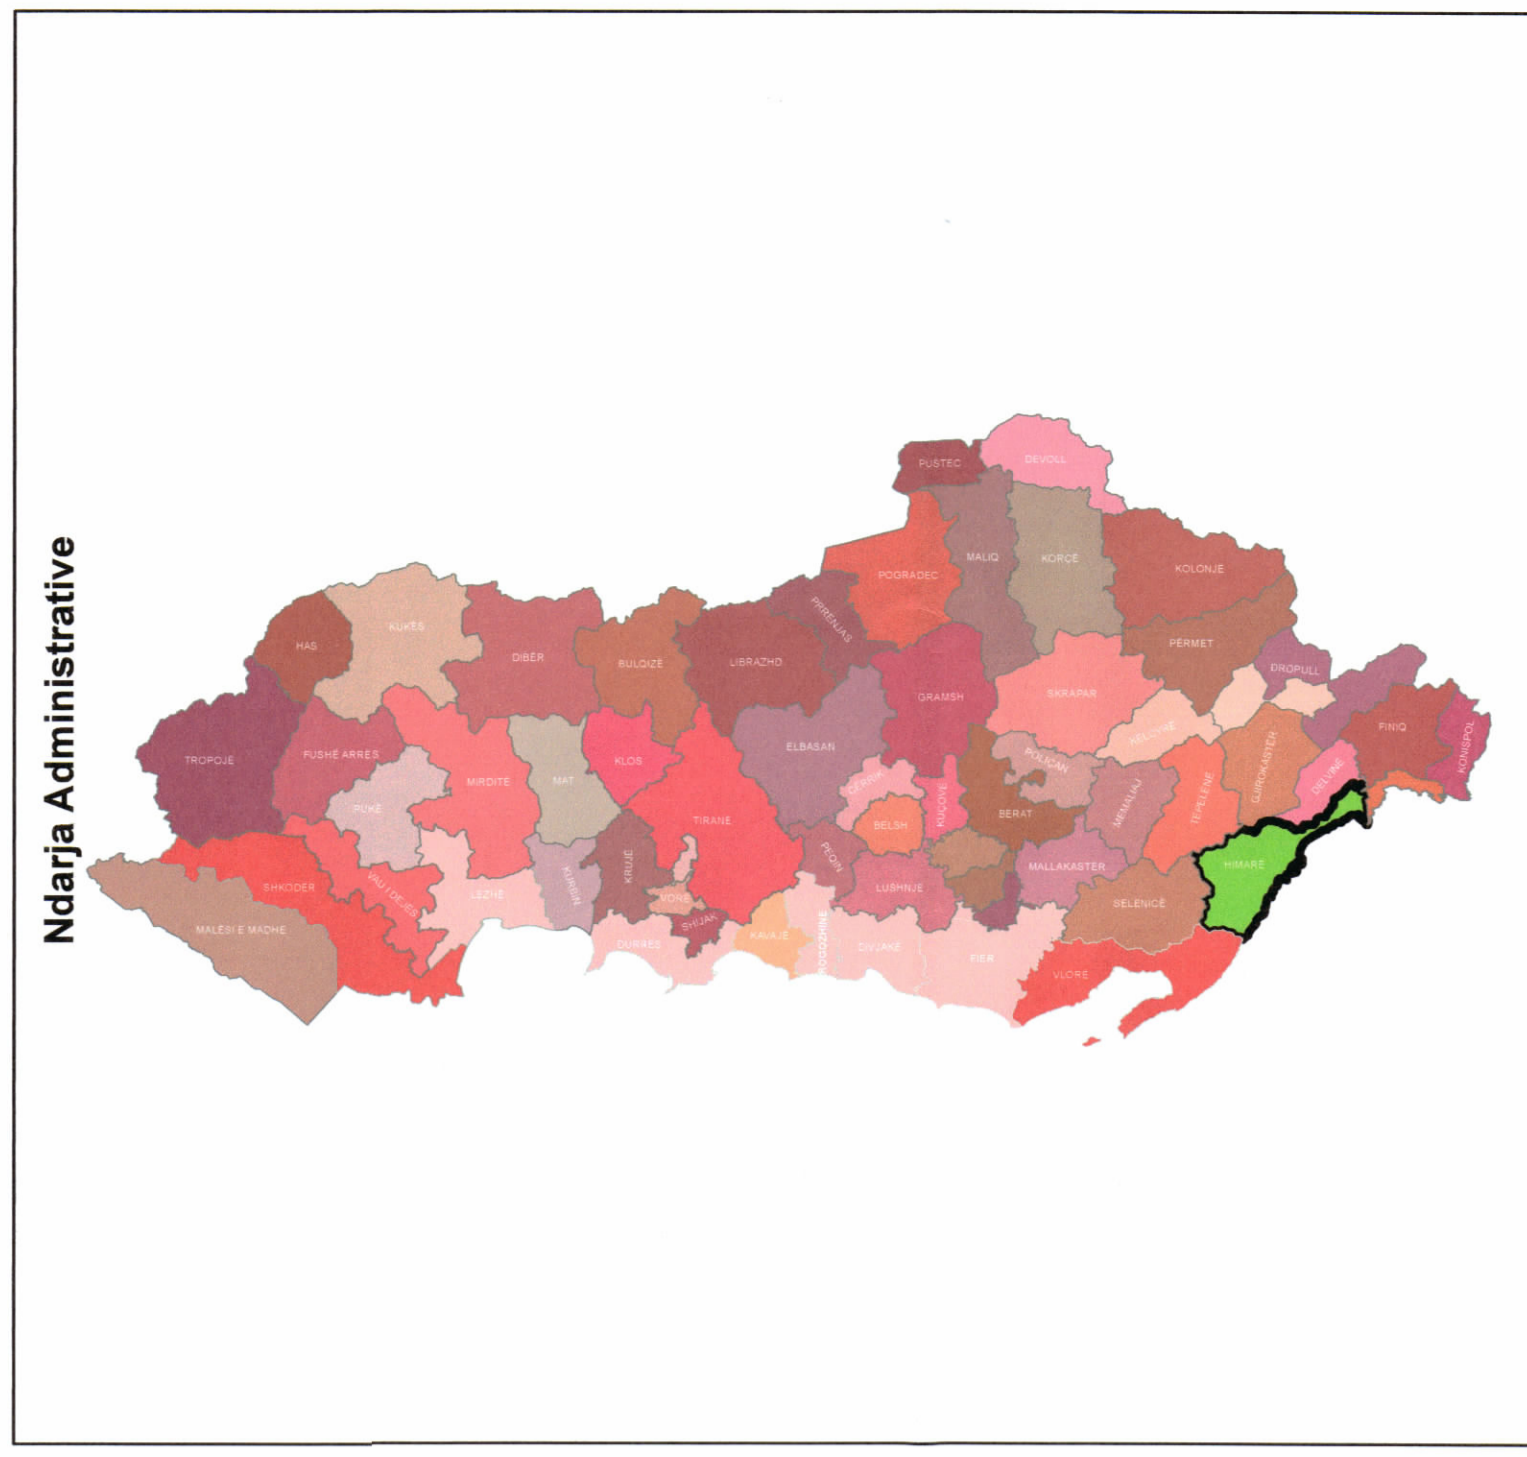 Ndarja Administrative
PUSTEC
DEVOLL
MALIQ
KORÇË
KOLONJË
POGRADEC
PRRENJAS
HAS
KUKËS
DIBËR
BULQIZË
LIBRAZHD
PËRMET
DROPULL
GRAMSH
SKRAPAR
KËLCYRË
FINIQ
KONISPOL
TROPOJË
FUSHË ARRËS
PUKË
MIRDITË
MAT
KLOS
ELBASAN
CËRRIK
POLIÇAN
GJIROKASTËR
DELVINË
TEPELENË
MEMALIAJ
KUÇOVË
BERAT
BELSH
TIRANË
PEQIN
MALLAKASTËR
HIMARË
SHKODËR
VAU I DEJËS
LEZHË
KURBIN
KRUJË
VORË
SHIJAK
LUSHNJE
SELENICË
MALËSI E MADHE
DURRËS
KAVAJË
RROGOZHINË
DIVJAKË
FIER
VLORË